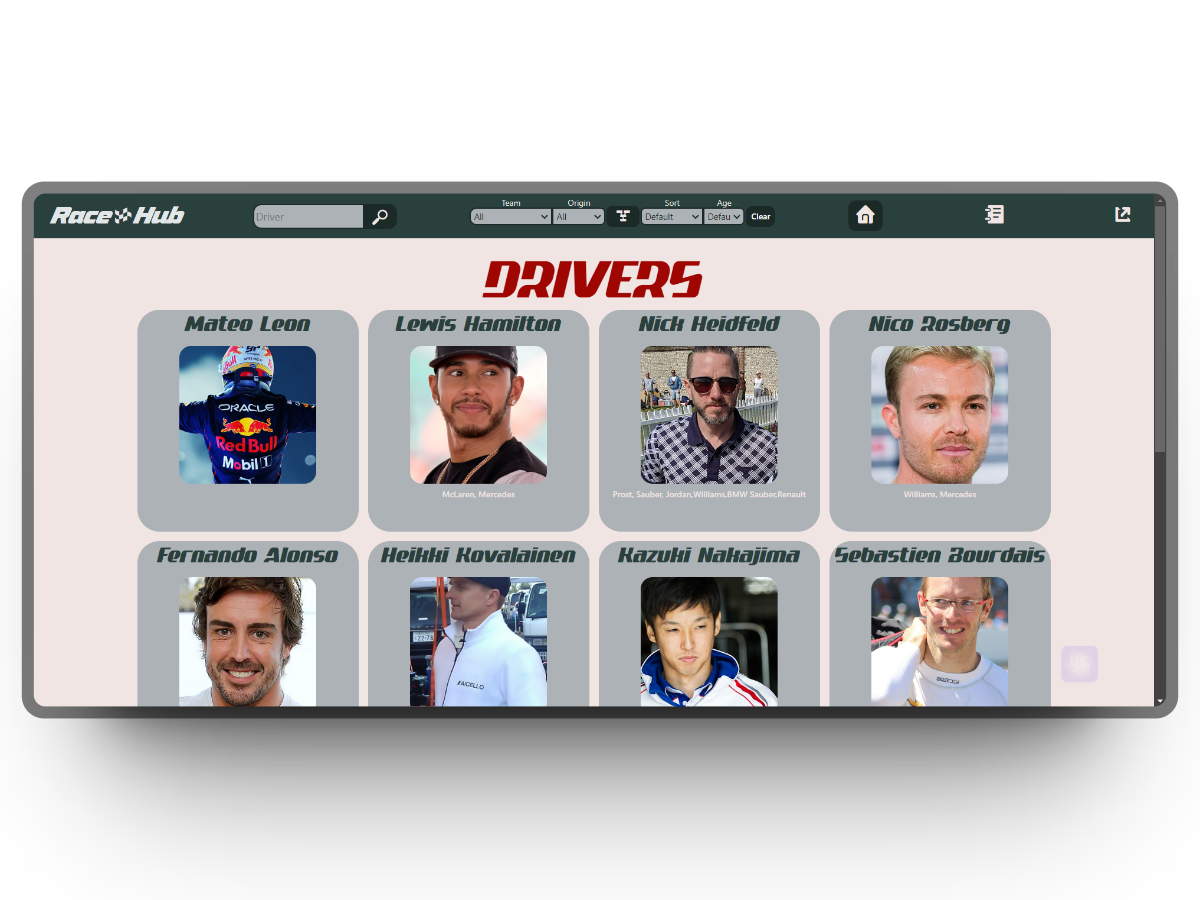 Race Hub
Driver
Team
Origin
Sort
Age
All
All
Default
Defau
Clear
DRIVERS
Mateo Leon
Lewis Hamilton
Nick Heidfeld
Nico Rosberg
ORACLE
Red Bull
Mobil 1
McLaren, Mercedes
Prost, Sauber, Jordan,Williams,BMW Sauber,Renault
Williams, Mercedes
Fernando Alonso
Heikki Kovalainen
Kazuki Nakajima
Sebastien Bourdais